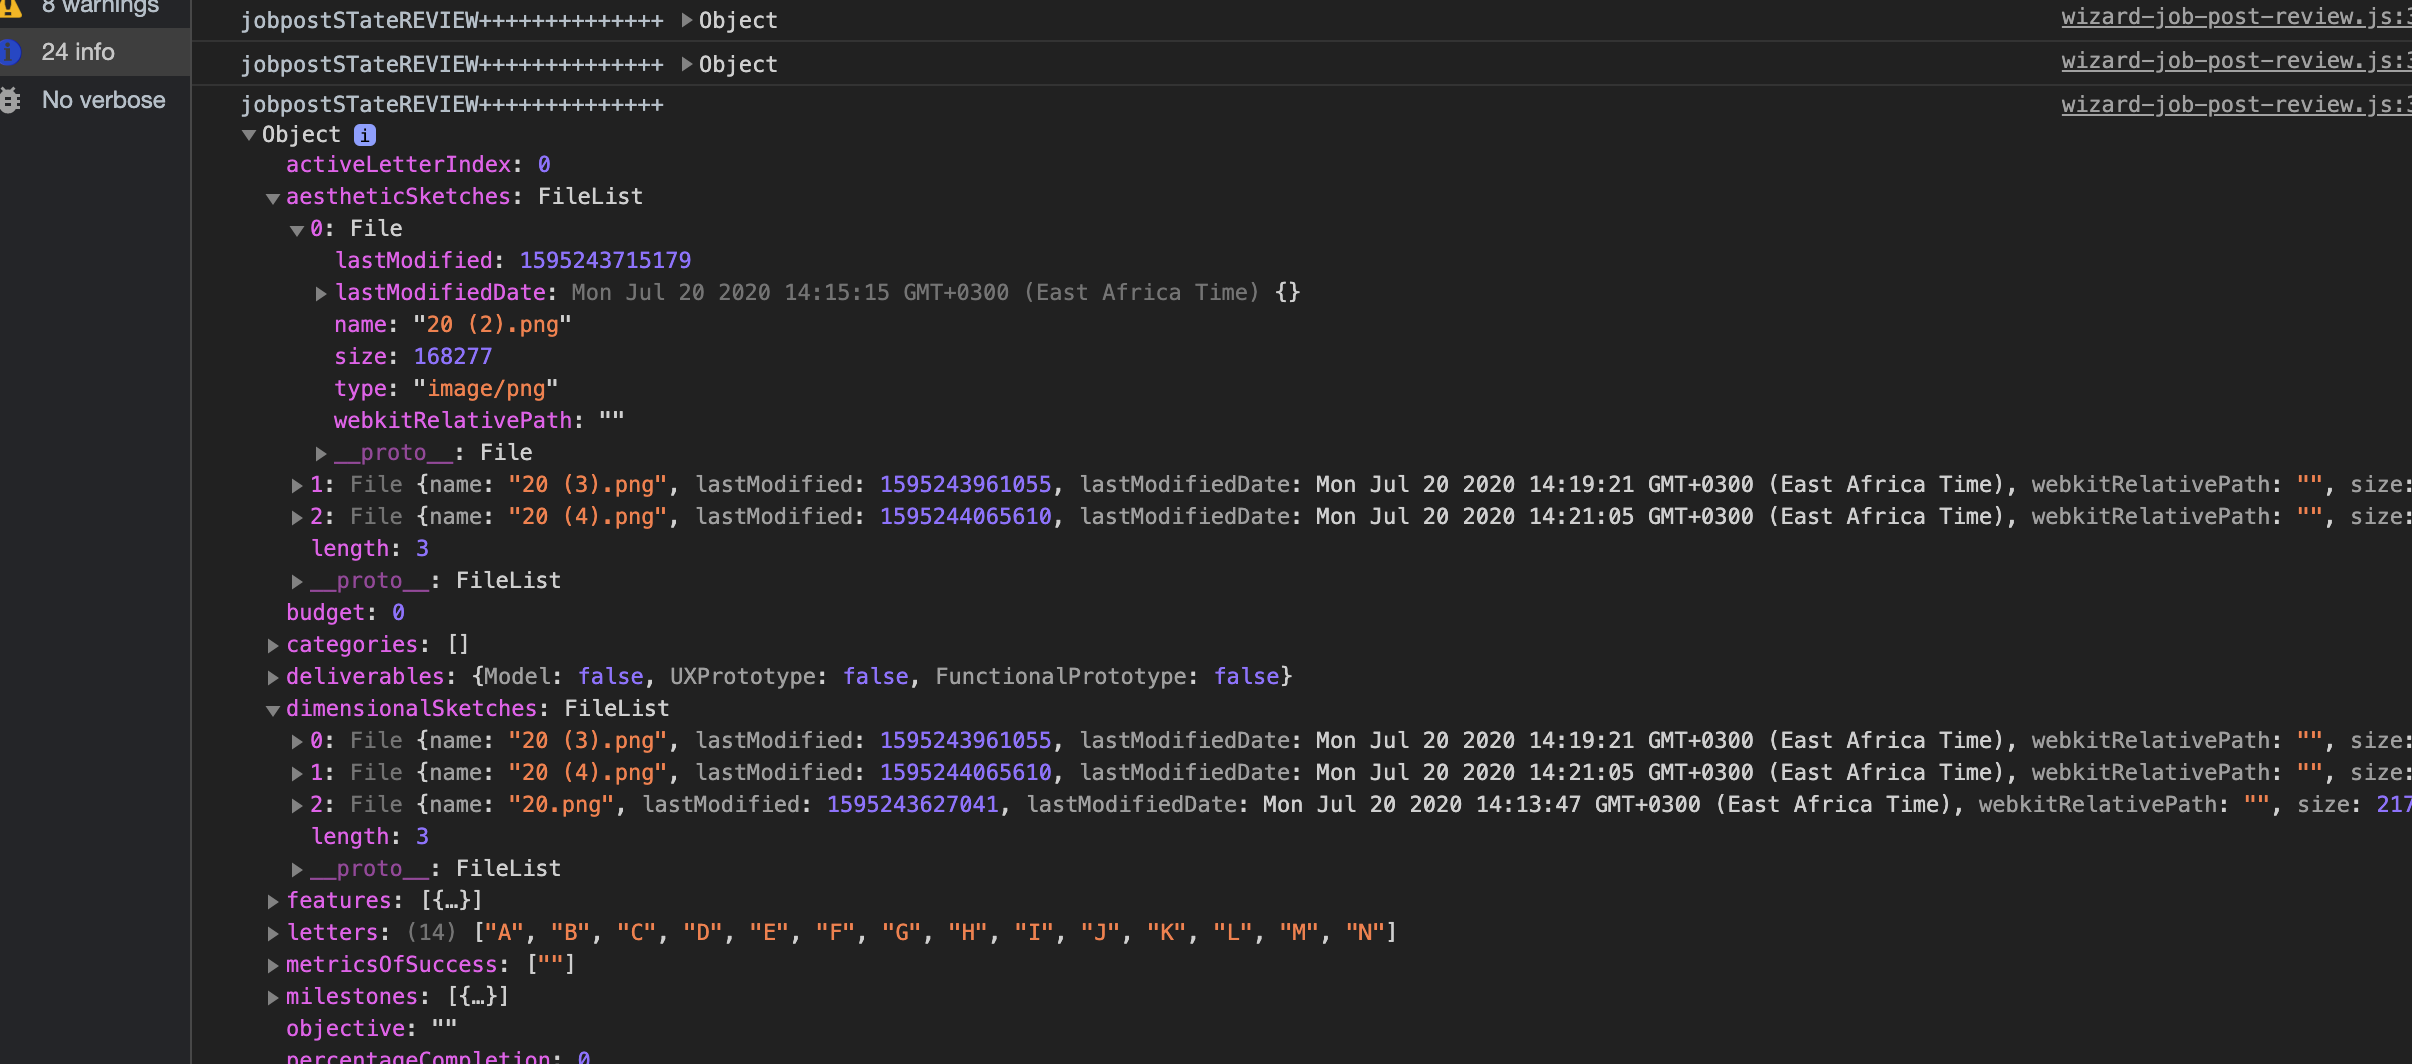 8 warnings
24 info
No verbose
jobpostSTateREVIEW++++++++++++++ ▶Object wizard-job-post-review.js:3
jobpostSTateREVIEW++++++++++++++ ▶Object wizard-job-post-review.js:3
jobpostSTateREVIEW++++++++++++++ wizard-job-post-review.js:3
▼Object i
activeLetterIndex: 0
▼aestheticSketches: FileList
▼0: File
lastModified: 1595243715179
▶lastModifiedDate: Mon Jul 20 2020 14:15:15 GMT+0300 (East Africa Time) {}
name: "20 (2).png"
size: 168277
type: "image/png"
webkitRelativePath: ""
▶__proto__: File
▶1: File {name: "20 (3).png", lastModified: 1595243961055, lastModifiedDate: Mon Jul 20 2020 14:19:21 GMT+0300 (East Africa Time), webkitRelativePath: "", size:
▶2: File {name: "20 (4).png", lastModified: 1595244065610, lastModifiedDate: Mon Jul 20 2020 14:21:05 GMT+0300 (East Africa Time), webkitRelativePath: "", size:
length: 3
▶__proto__: FileList
budget: 0
▶categories: []
▶deliverables: {Model: false, UXPrototype: false, FunctionalPrototype: false}
▼dimensionalSketches: FileList
▶0: File {name: "20 (3).png", lastModified: 1595243961055, lastModifiedDate: Mon Jul 20 2020 14:19:21 GMT+0300 (East Africa Time), webkitRelativePath: "", size:
▶1: File {name: "20 (4).png", lastModified: 1595244065610, lastModifiedDate: Mon Jul 20 2020 14:21:05 GMT+0300 (East Africa Time), webkitRelativePath: "", size:
▶2: File {name: "20.png", lastModified: 1595243627041, lastModifiedDate: Mon Jul 20 2020 14:13:47 GMT+0300 (East Africa Time), webkitRelativePath: "", size: 217
length: 3
▶__proto__: FileList
▶features: [{…}]
▶letters: (14) ["A", "B", "C", "D", "E", "F", "G", "H", "I", "J", "K", "L", "M", "N"]
▶metricsOfSuccess: [""]
▶milestones: [{…}]
objective: ""
percentageCompletion: 0